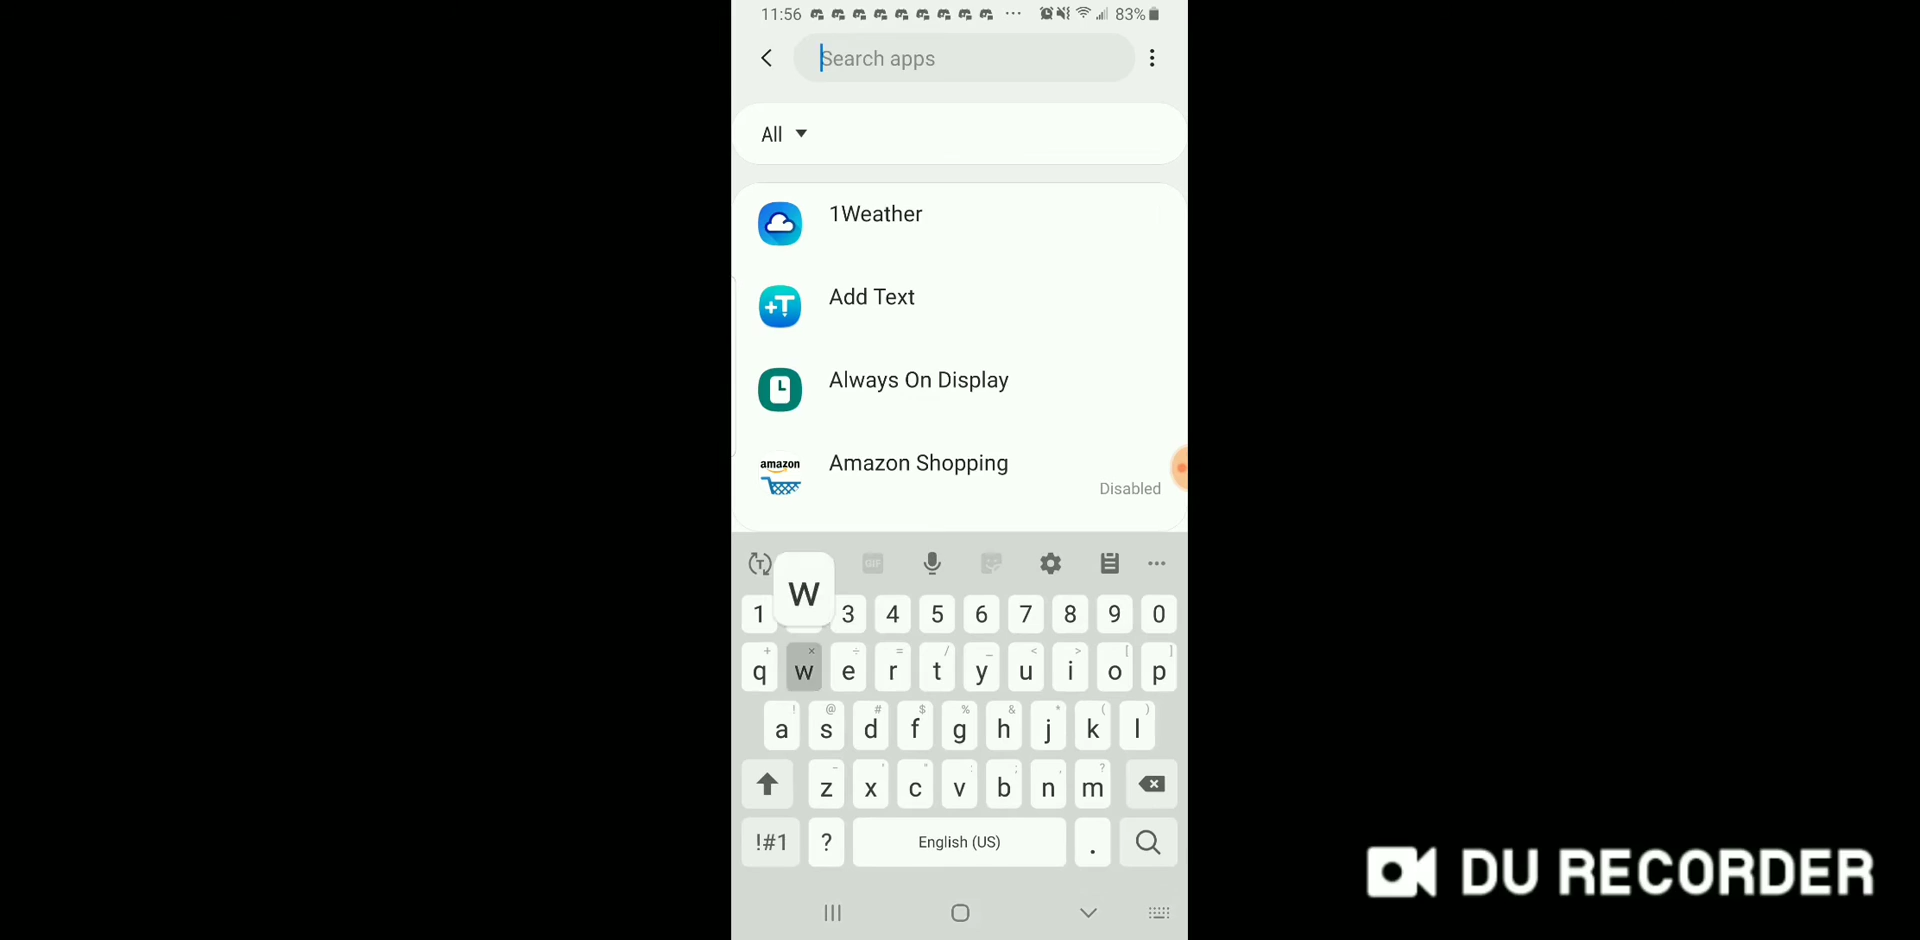 11:56 ... 83%
Search apps
All
1Weather
+T
Add Text
Always On Display
amazon
Amazon Shopping
Disabled
T
GIF
W
1 3 4 5 6 7 8 9 0
+ × ÷ = / _ < > [ ]
q w e r t y u i o p
! @ # $ % & * ( )
a s d f g h j k l
- ' " : ; , ?
z x c v b n m
!#1 ? English (US) .
DU RECORDER